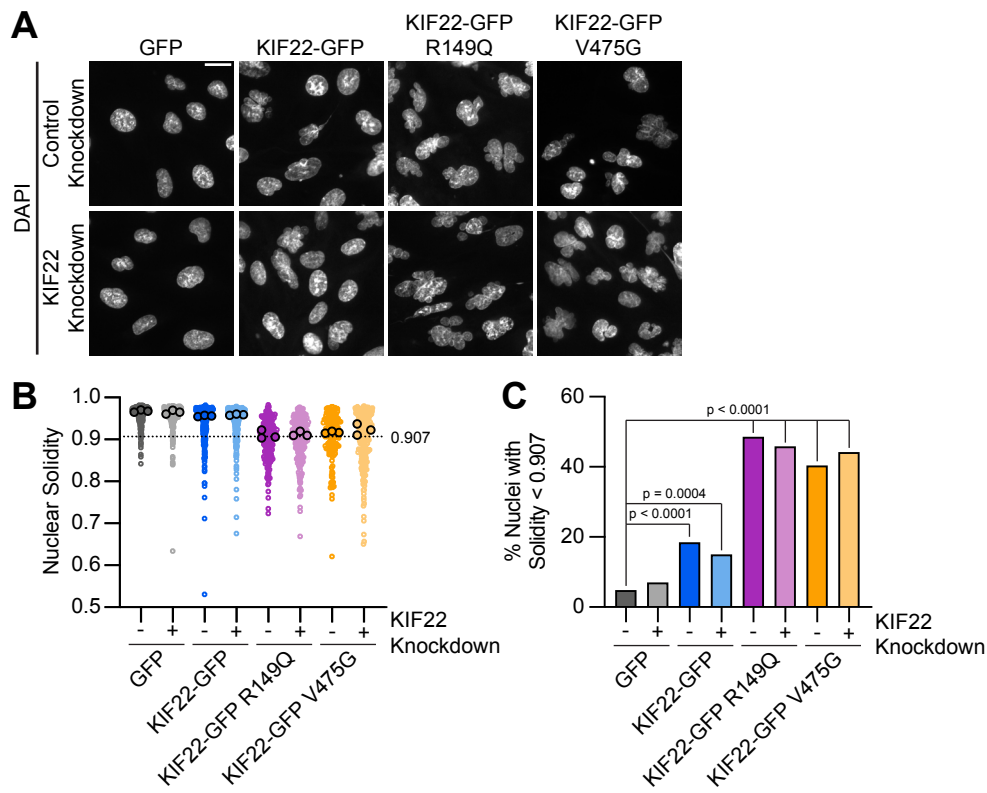 A
GFP
KIF22-GFP
KIF22-GFP
R149Q
KIF22-GFP
V475G
DAPI
Control
Knockdown
KIF22
Knockdown
B
Nuclear Solidity
1.0
0.9
0.8
0.7
0.6
0.5
0.907
- + - + - + - +
KIF22
Knockdown
GFP
KIF22-GFP
KIF22-GFP R149Q
KIF22-GFP V475G
C
% Nuclei with
Solidity < 0.907
60
40
20
0
p < 0.0001
p = 0.0004
p < 0.0001
- + - + - + - +
KIF22
Knockdown
GFP
KIF22-GFP
KIF22-GFP R149Q
KIF22-GFP V475G